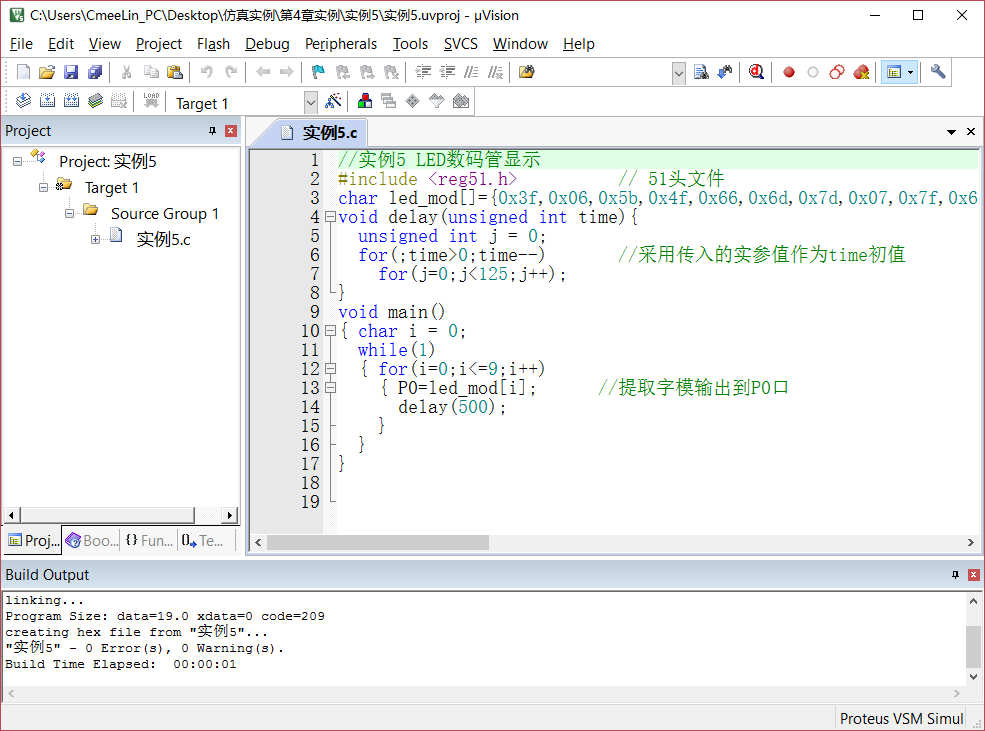 C:\Users\CmeeLin_PC\Desktop\仿真实例\第4章实例\实例5\实例5.uvproj - µVision
File Edit View Project Flash Debug Peripherals Tools SVCS Window Help
LOAD
Target 1
Project
实例5.c
Project: 实例5
Target 1
Source Group 1
实例5.c
1 //实例5 LED数码管显示
2 #include <reg51.h> // 51头文件
3 char led_mod[]={0x3f,0x06,0x5b,0x4f,0x66,0x6d,0x7d,0x07,0x7f,0x6
4 void delay(unsigned int time){
5 unsigned int j = 0;
6 for(;time>0;time--) //采用传入的实参值作为time初值
7 for(j=0;j<125;j++);
8 }
9 void main()
10 { char i = 0;
11 while(1)
12 { for(i=0;i<=9;i++)
13 { P0=led_mod[i]; //提取字模输出到P0口
14 delay(500);
15 }
16 }
17 }
18
19
Proj... Boo... {} Fun... Te...
Build Output
linking...
Program Size: data=19.0 xdata=0 code=209
creating hex file from "实例5"...
"实例5" - 0 Error(s), 0 Warning(s).
Build Time Elapsed:  00:00:01
Proteus VSM Simul